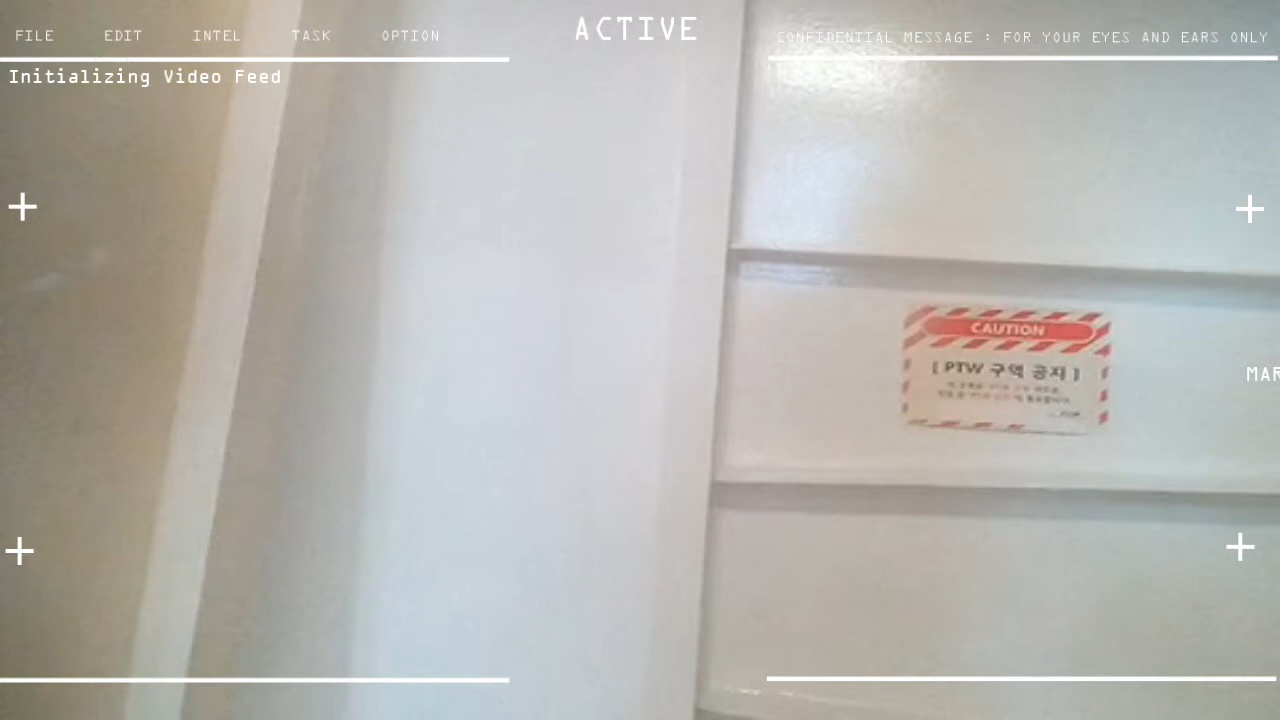 FILE EDIT INTEL TASK OPTION
ACTIVE
CONFIDENTIAL MESSAGE : FOR YOUR EYES AND EARS ONLY
Initializing Video Feed
MAR
CAUTION
[ PTW 구역 공지 ]